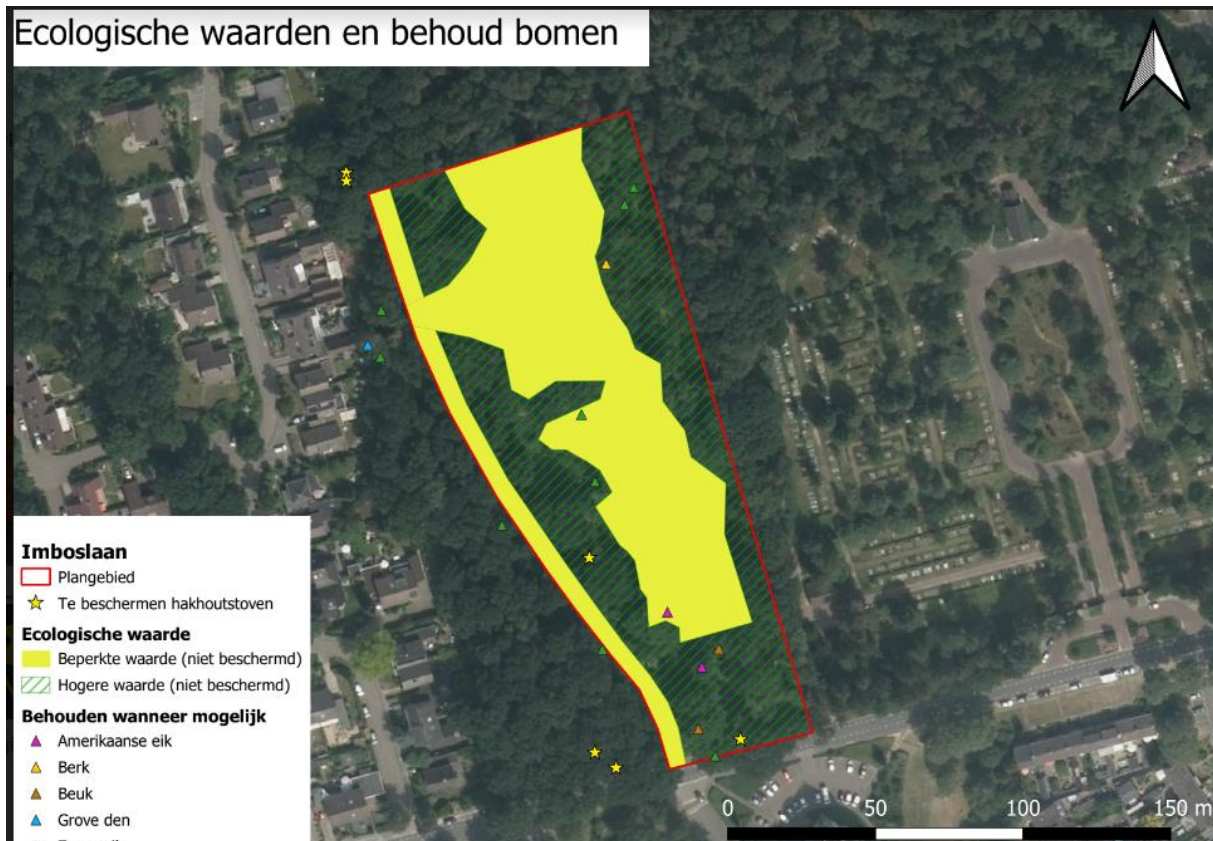 Ecologische waarden en behoud bomen
Imboslaan
Plangebied
Te beschermen hakhoutstoven
Ecologische waarde
Beperkte waarde (niet beschermd)
Hogere waarde (niet beschermd)
Behouden wanneer mogelijk
Amerikaanse eik
Berk
Beuk
Grove den
0 50 100 150 m